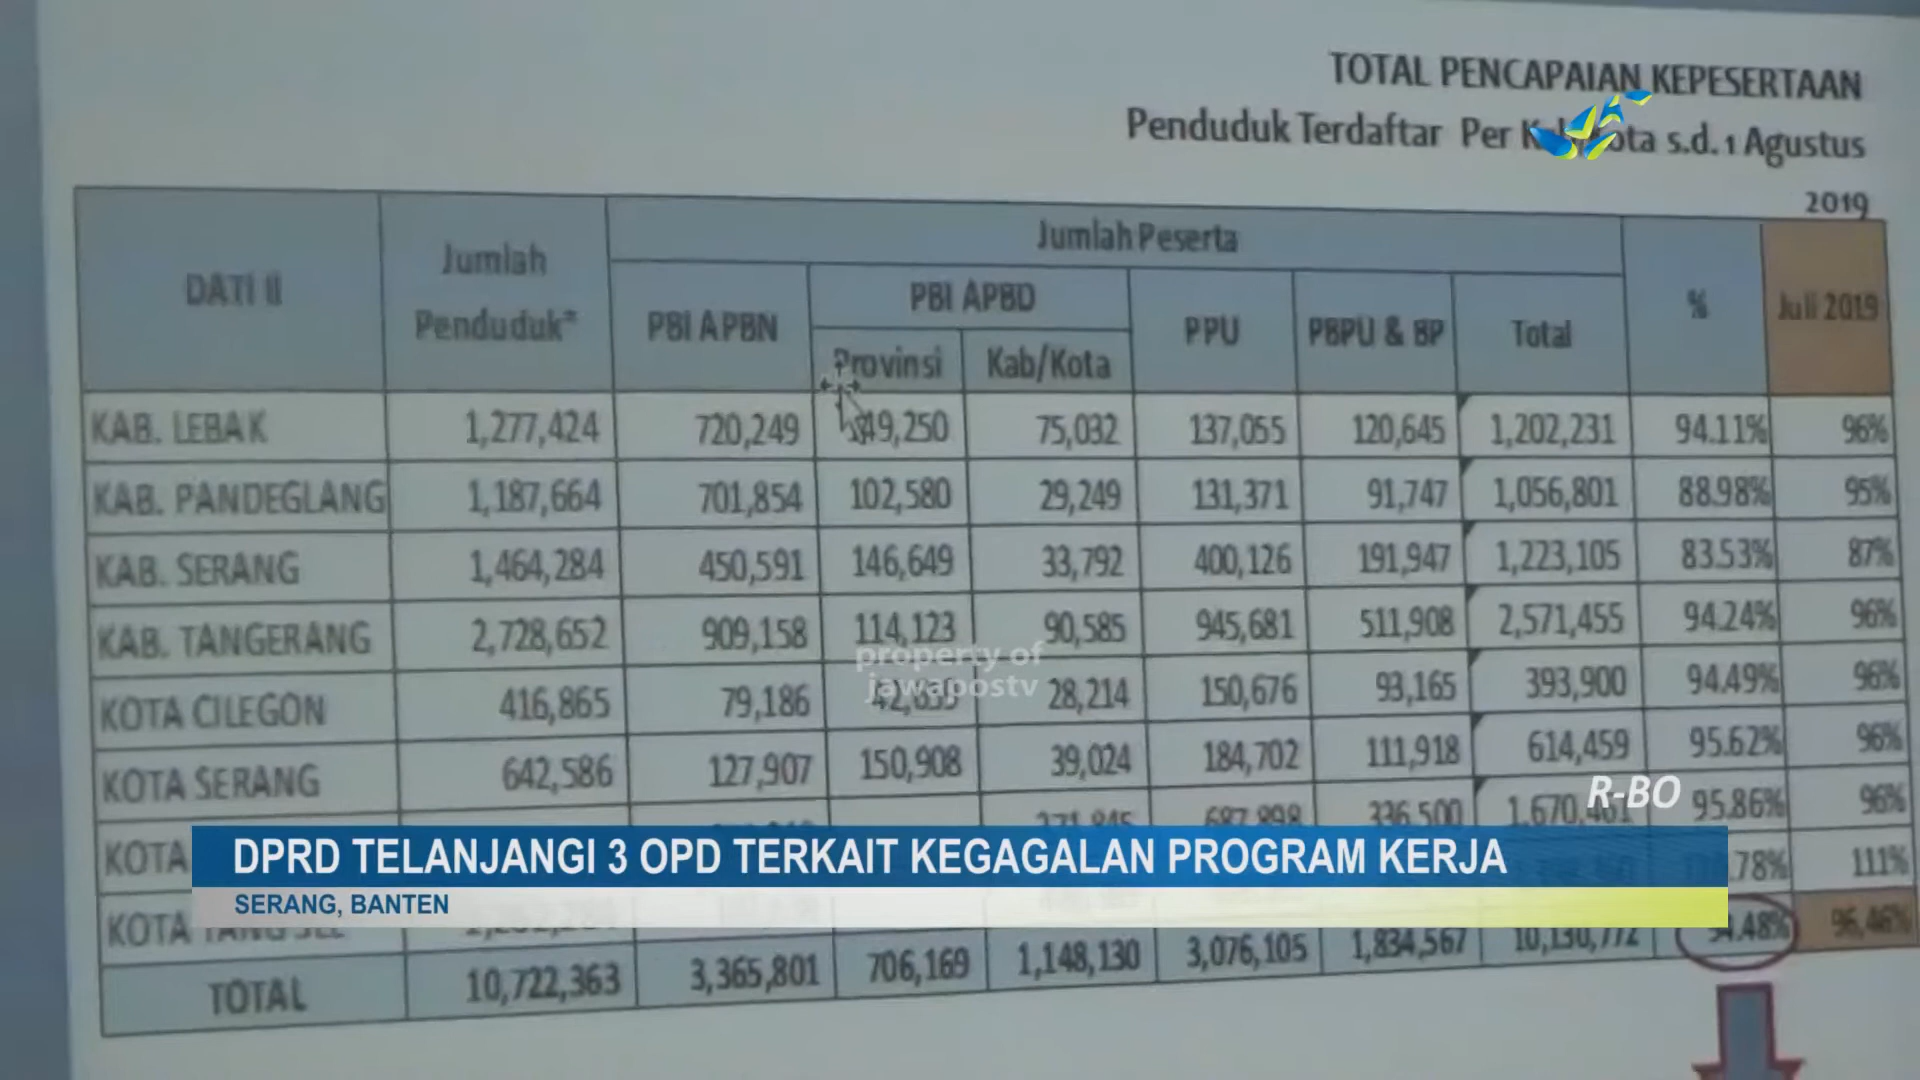 TOTAL PENCAPAIAN KEPESERTAAN
Penduduk Terdaftar Per s.d. 1 Agustus
2019
DATI II Jumlah Penduduk* Jumlah Peserta % Juli 2019
PBI APBN PBI APBD PPU PBPU & BP Total
Provinsi Kab/Kota
KAB. LEBAK 1,277,424 720,249 75,032 137,055 120,645 1,202,231 94.11% 96%
KAB. PANDEGLANG 1,187,664 701,854 102,580 29,249 131,371 91,747 1,056,801 88.98% 95%
KAB. SERANG 1,464,284 450,591 146,649 33,792 400,126 191,947 1,223,105 83.53% 87%
KAB. TANGERANG 2,728,652 909,158 114,123 90,585 945,681 511,908 2,571,455 94.24% 96%
property of
jawapostv
KOTA CILEGON 416,865 79,186 28,214 150,676 93,165 393,900 94.49% 96%
KOTA SERANG 642,586 127,907 150,908 39,024 184,702 111,918 614,459 95.62% 96%
R-BO
KOTA 336,500 95.86% 96%
111%
DPRD TELANJANGI 3 OPD TERKAIT KEGAGALAN PROGRAM KERJA
SERANG, BANTEN
KOTA 96,46%
TOTAL 10,722,363 3,365,801 706,169 1,148,130 3,076,105 1,834,567 10,130,772